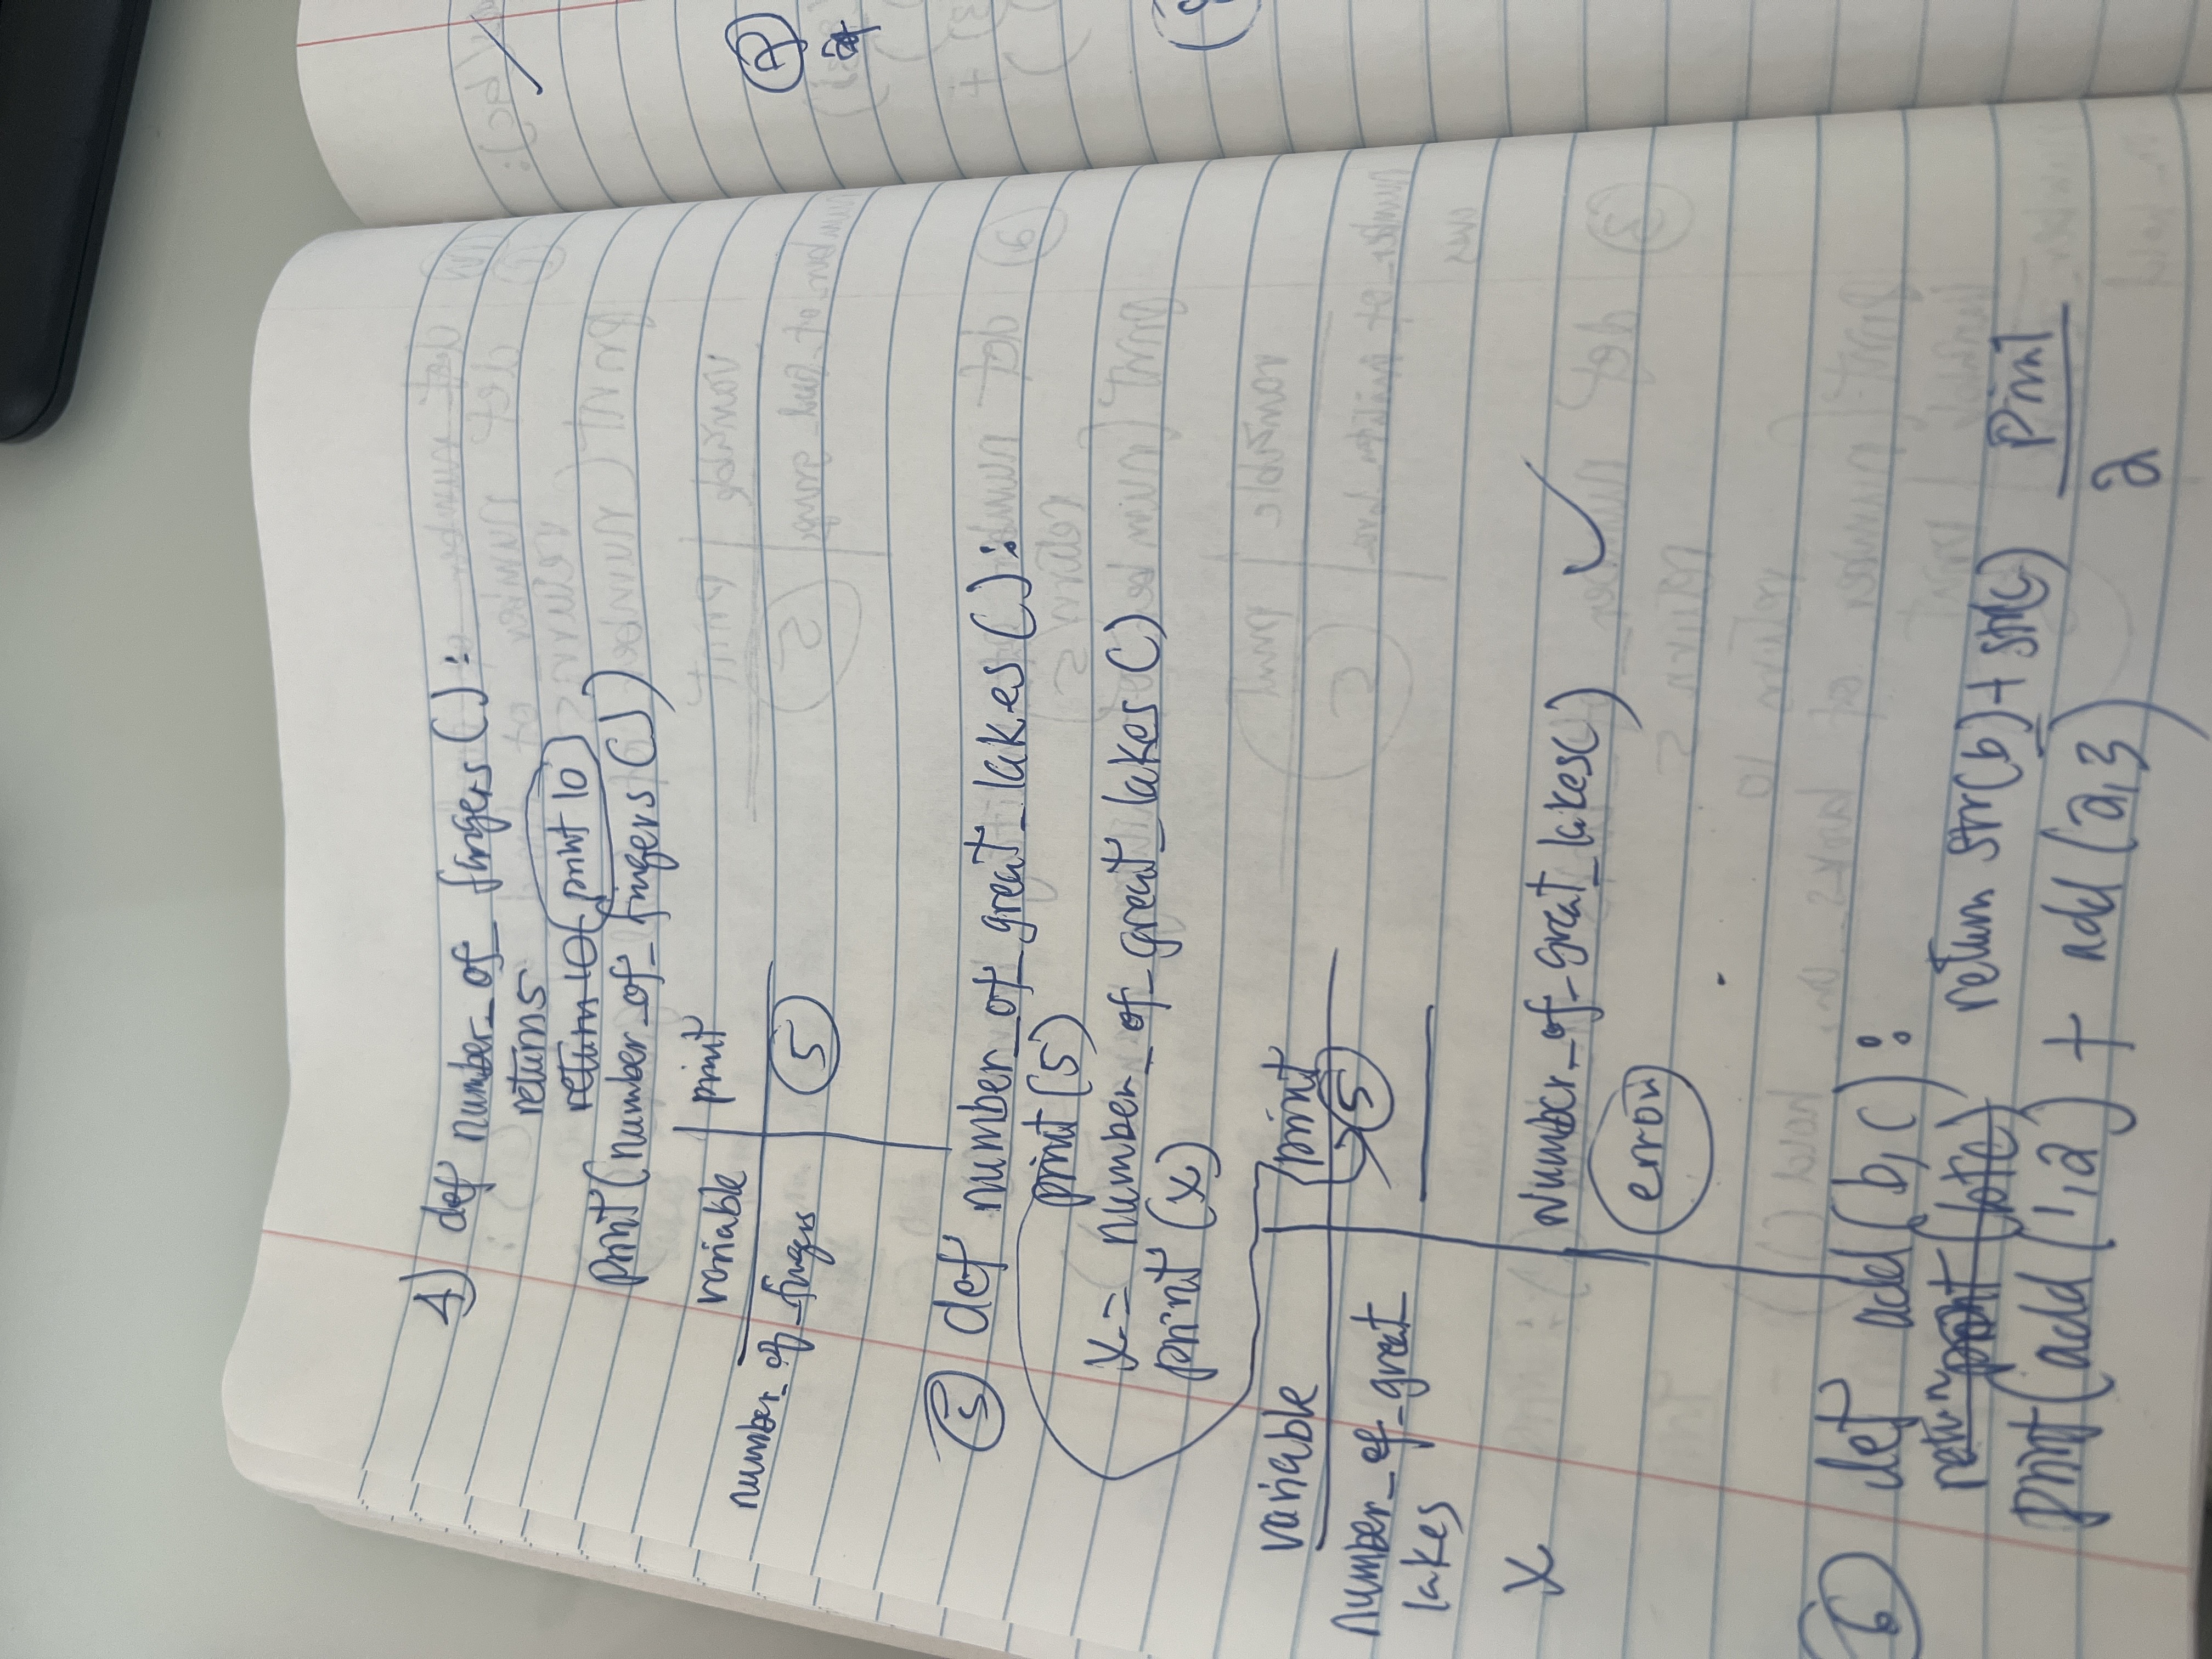 4) def number_of_fingers():
return 5
return 10 print 10
print(number_of_fingers())
variable | print
number_of_fingers 5
5 def number_of_great_lakes():
print(5)
x = number_of_great_lakes()
print(x)
variable print
number_of_great_ 5
lakes
x Number_of_great_lakes()
error
6 def add(b,c):
return print (b+c) return str(b) + str(c) print
print(add(1,2) + add(2,3) 2